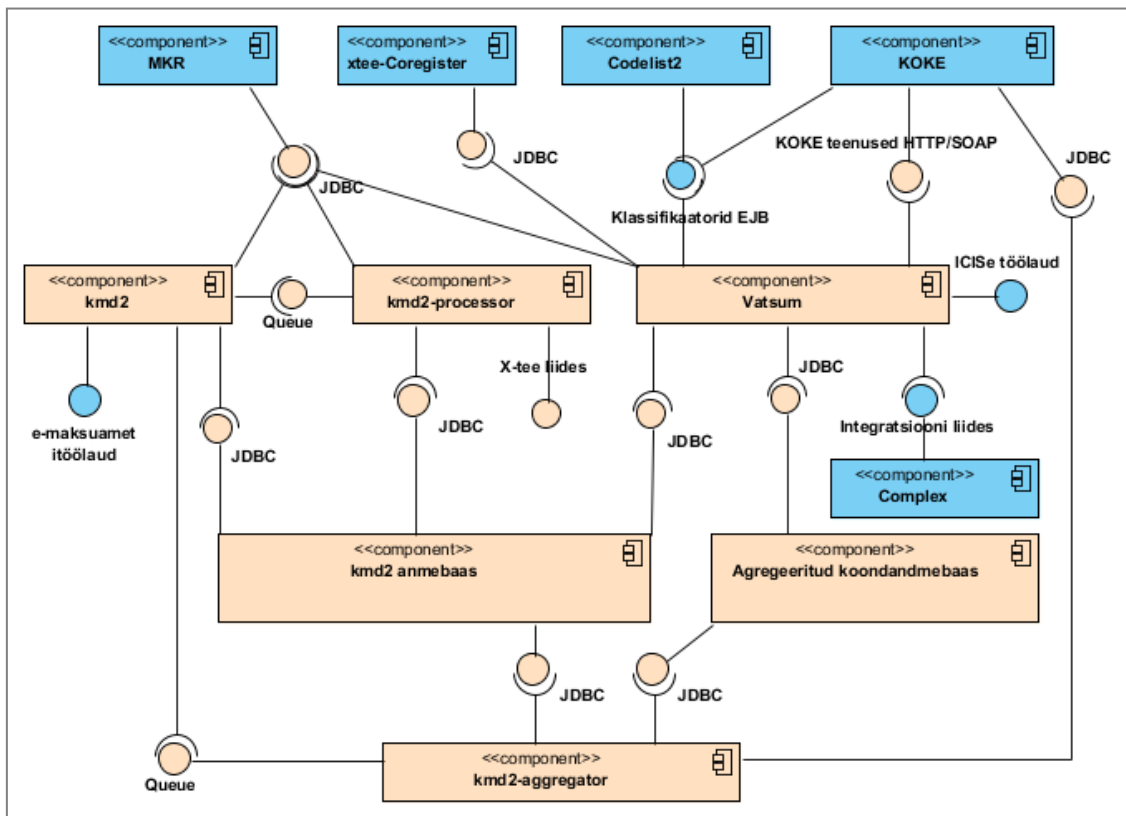 <<component>>
MKR
<<component>>
xtee-Coregister
<<component>>
Codelist2
<<component>>
KOKE
JDBC
JDBC
KOKE teenused HTTP/SOAP
JDBC
Klassifikaatorid EJB
<<component>>
kmd2
Queue
<<component>>
kmd2-processor
<<component>>
Vatsum
ICISe töölaud
X-tee liides
JDBC
e-maksuamet
itöölaud
JDBC
JDBC
JDBC
Integratsiooni liides
<<component>>
Complex
<<component>>
kmd2 anmebaas
<<component>>
Agregeeritud koondandmebaas
JDBC
JDBC
Queue
<<component>>
kmd2-aggregator